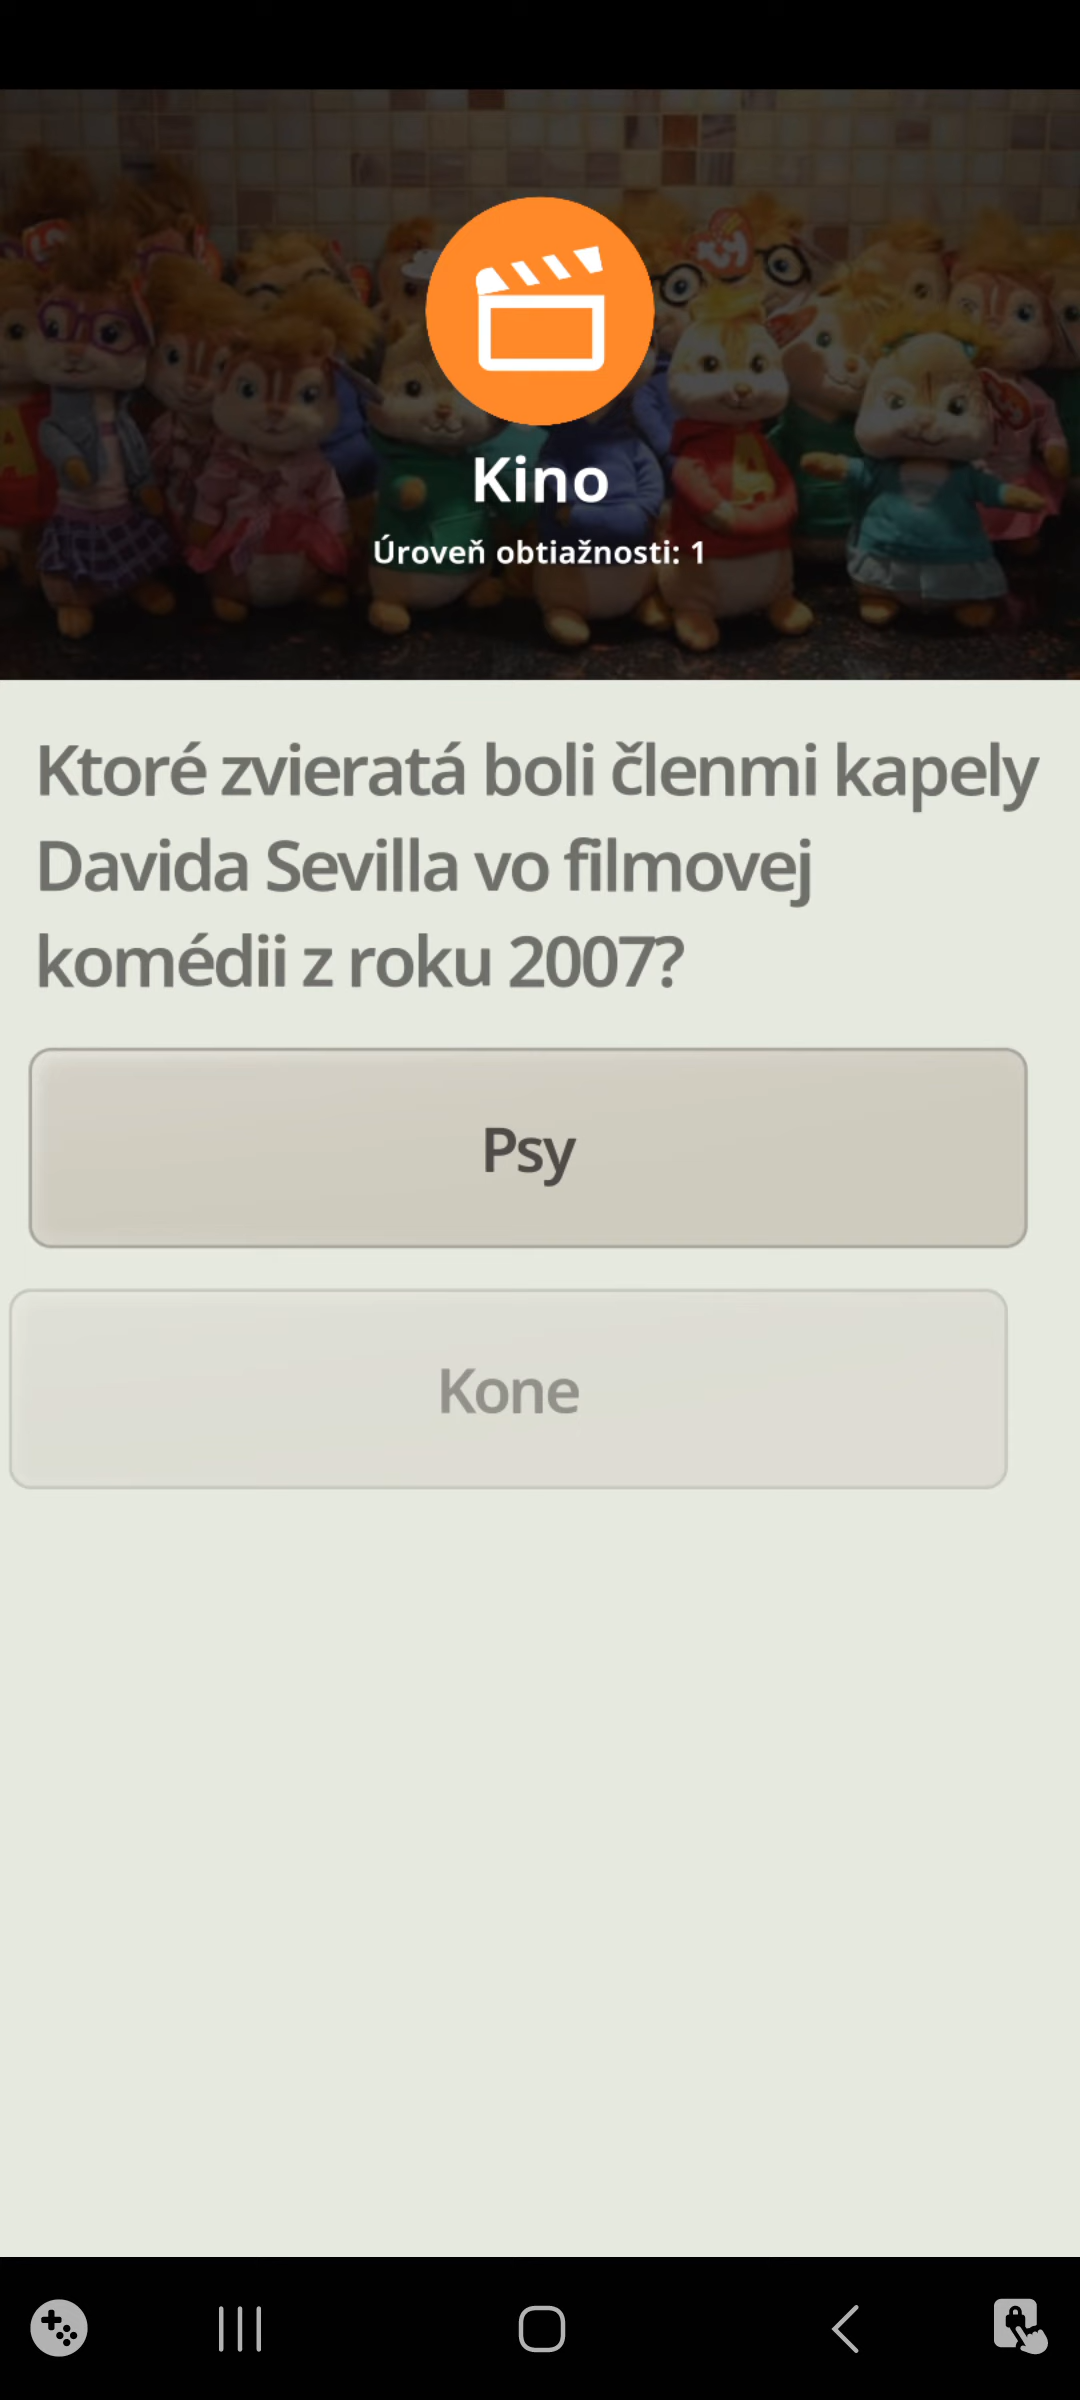 Kino
Úroveň obtiažnosti: 1
Ktoré zvieratá boli členmi kapely
Davida Sevilla vo filmovej
komédii z roku 2007?
Psy
Kone